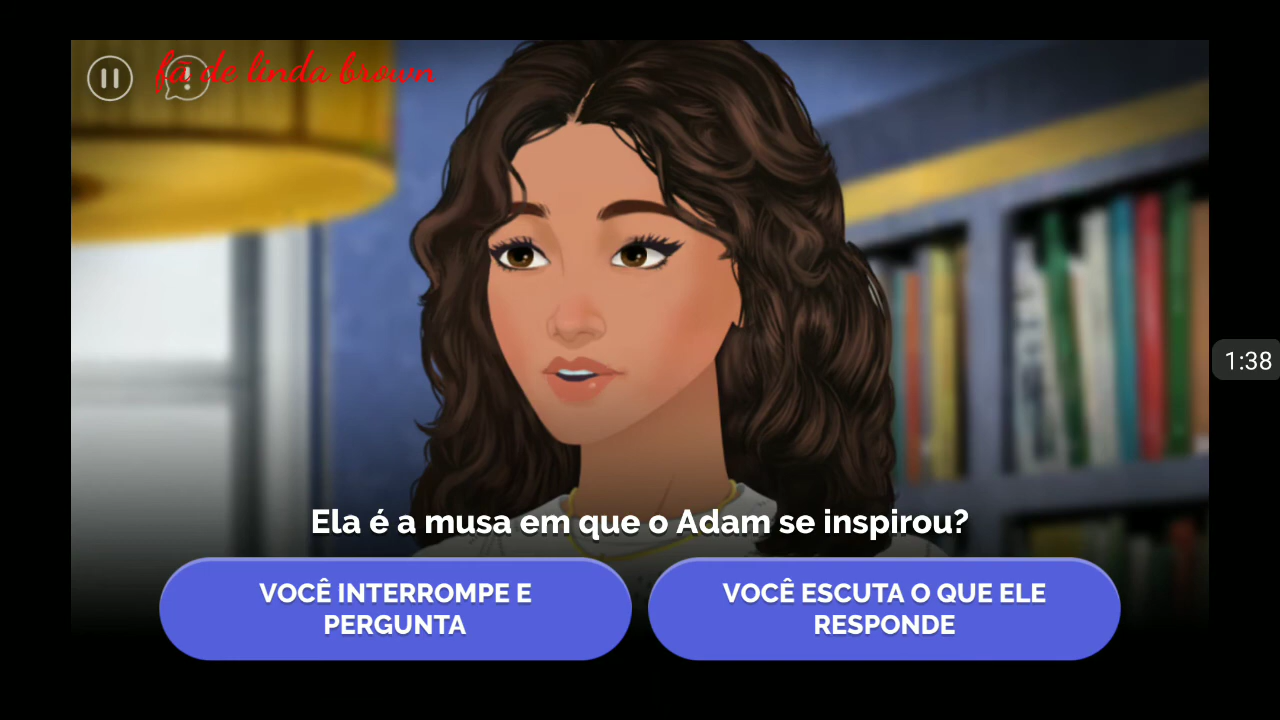 fã de linda brown
1:38
Ela é a musa em que o Adam se inspirou?
VOCÊ INTERROMPE E
PERGUNTA
VOCÊ ESCUTA O QUE ELE
RESPONDE